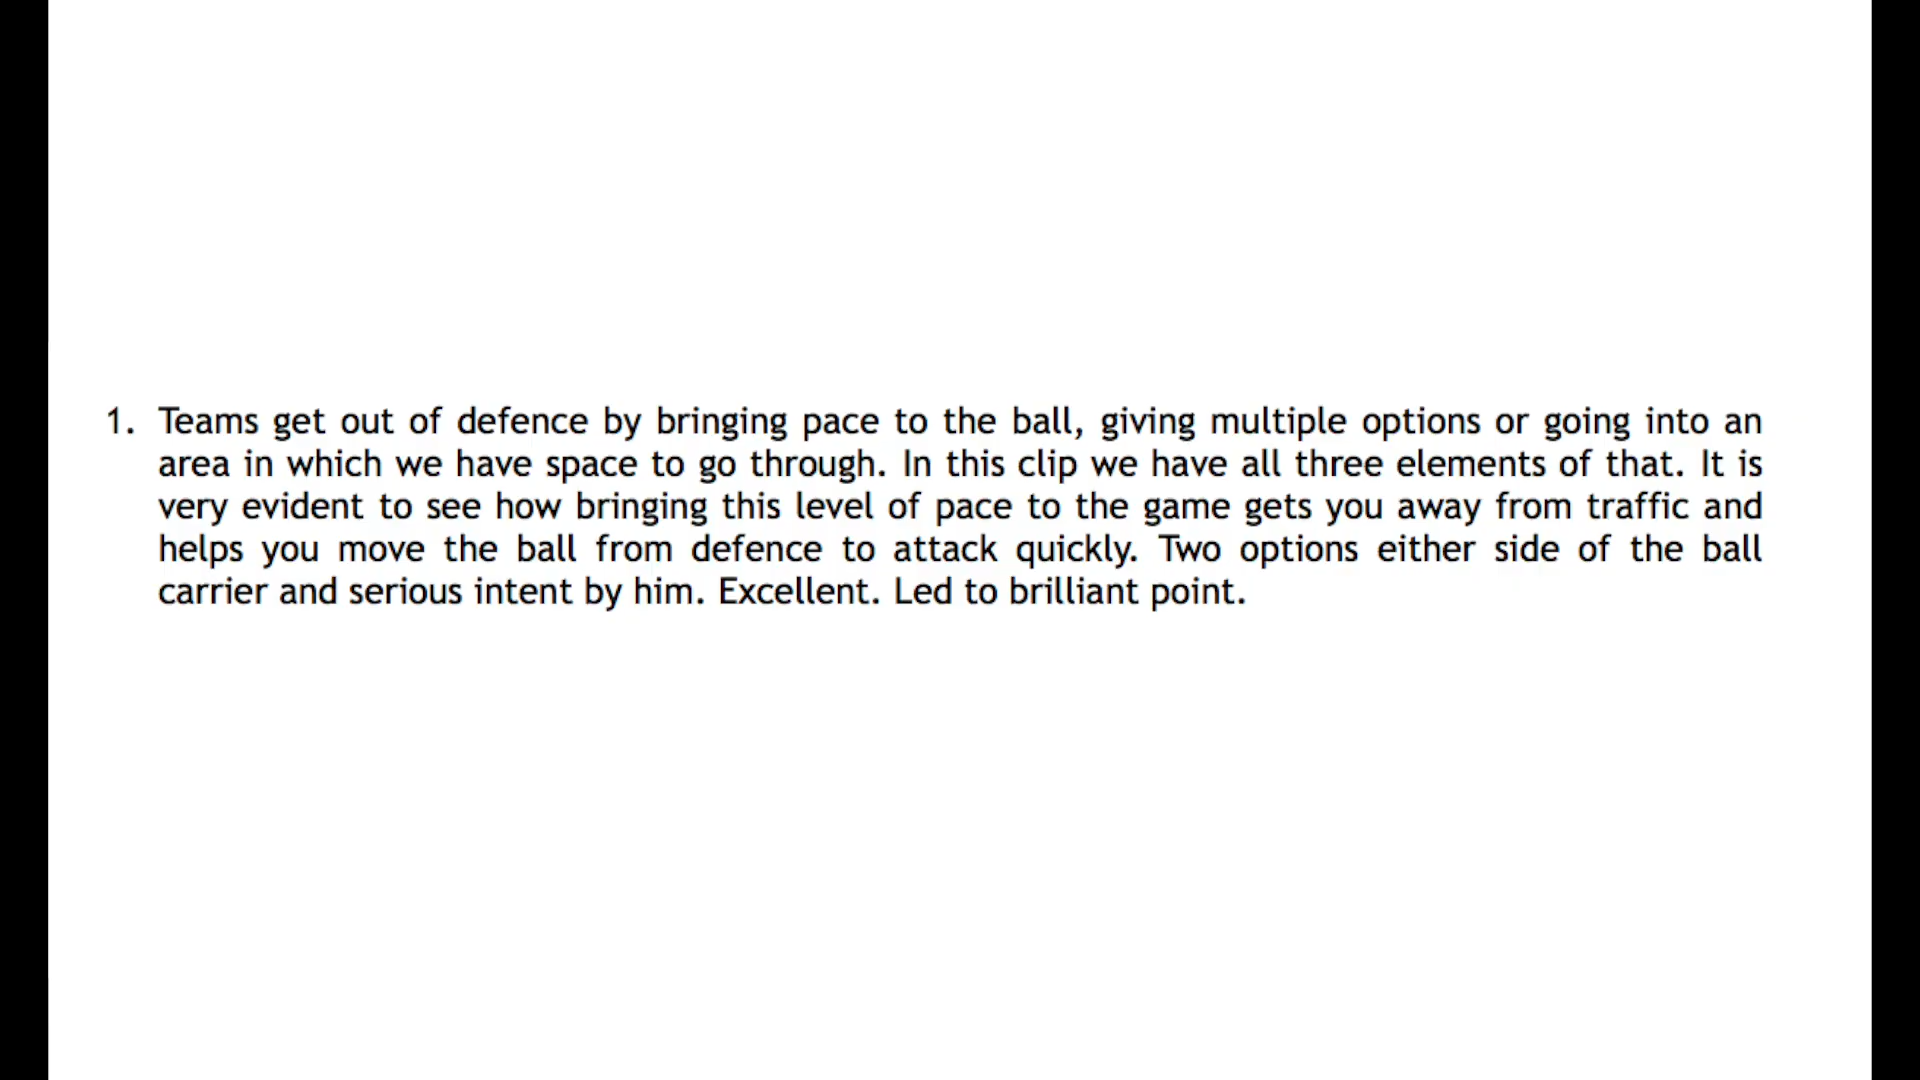 1. Teams get out of defence by bringing pace to the ball, giving multiple options or going into an
area in which we have space to go through. In this clip we have all three elements of that. It is
very evident to see how bringing this level of pace to the game gets you away from traffic and
helps you move the ball from defence to attack quickly. Two options either side of the ball
carrier and serious intent by him. Excellent. Led to brilliant point.